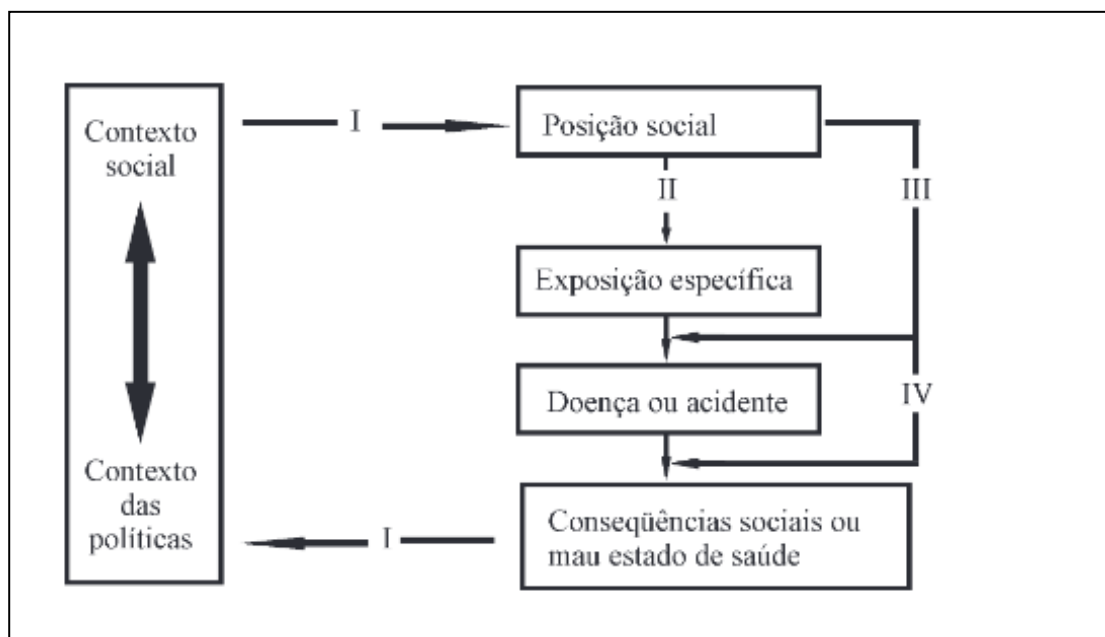 Contexto
social
Contexto
das
políticas
I
Posição social
II
III
Exposição específica
Doença ou acidente
IV
Conseqüências sociais ou
mau estado de saúde
I